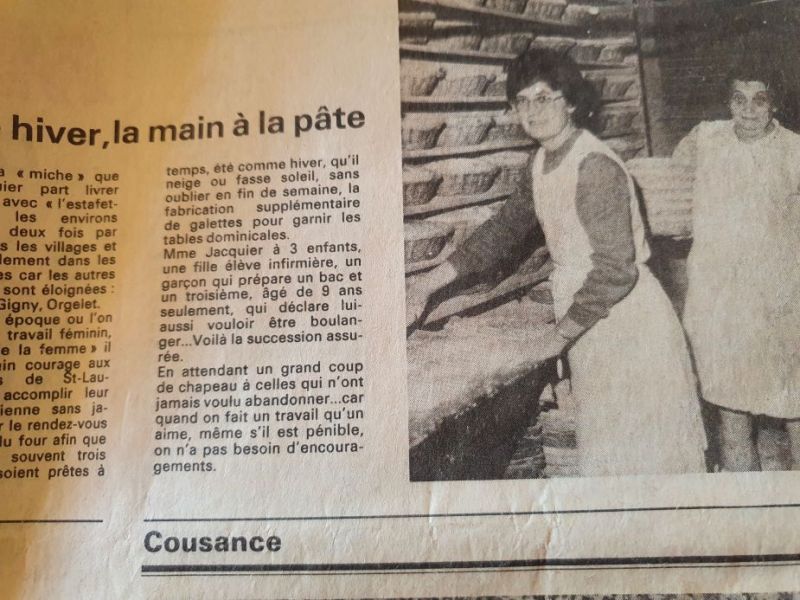 hiver, la main à la pâte
« miche » que
part livrer
avec « l'estafet-
les environs
deux fois par
les villages et
dans les
car les autres
sont éloignées :
Gigny, Orgelet.
époque ou l'on
travail féminin,
la femme » il
courage aux
de St-Lau-
accomplir leur
sans ja-
le rendez-vous
du four afin que
souvent trois
soient prêtes à
temps, été comme hiver, qu'il
neige ou fasse soleil, sans
oublier en fin de semaine, la
fabrication supplémentaire
de galettes pour garnir les
tables dominicales.
Mme Jacquier à 3 enfants,
une fille élève infirmière, un
garçon qui prépare un bac et
un troisième, âgé de 9 ans
seulement, qui déclare lui-
aussi vouloir être boulan-
ger...Voilà la succession assu-
rée.
En attendant un grand coup
de chapeau à celles qui n'ont
jamais voulu abandonner...car
quand on fait un travail qu'un
aime, même s'il est pénible,
on n'a pas besoin d'encoura-
gements.
Cousance